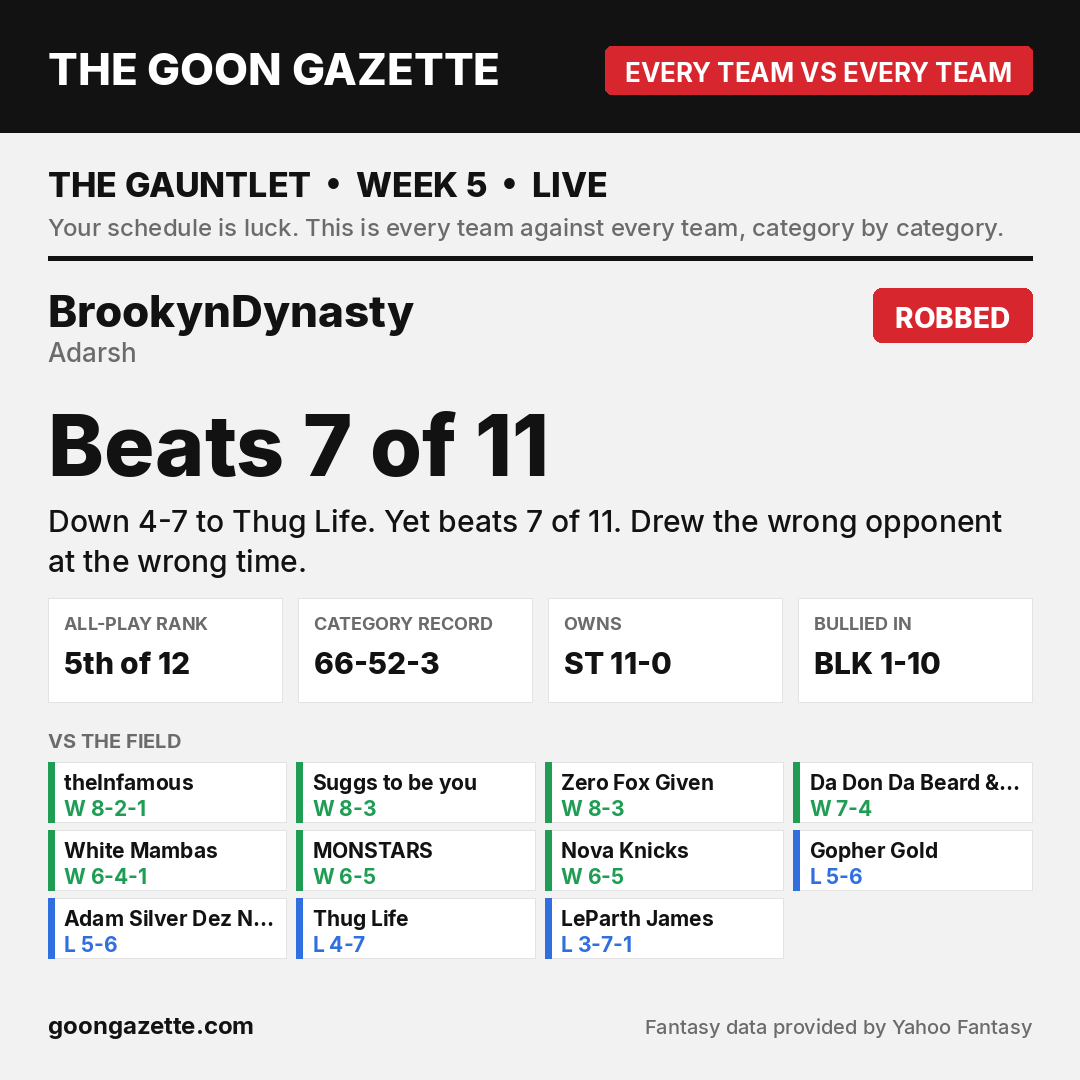 THE GOON GAZETTE
EVERY TEAM VS EVERY TEAM
THE GAUNTLET • WEEK 5 • LIVE
Your schedule is luck. This is every team against every team, category by category.
BrookynDynasty
ROBBED
Adarsh
Beats 7 of 11
Down 4-7 to Thug Life. Yet beats 7 of 11. Drew the wrong opponent
at the wrong time.
ALL-PLAY RANK
5th of 12
CATEGORY RECORD
66-52-3
OWNS
ST 11-0
BULLIED IN
BLK 1-10
VS THE FIELD
theInfamous
W 8-2-1
Suggs to be you
W 8-3
Zero Fox Given
W 8-3
Da Don Da Beard &...
W 7-4
White Mambas
W 6-4-1
MONSTARS
W 6-5
Nova Knicks
W 6-5
Gopher Gold
L 5-6
Adam Silver Dez N...
L 5-6
Thug Life
L 4-7
LeParth James
L 3-7-1
goongazette.com
Fantasy data provided by Yahoo Fantasy